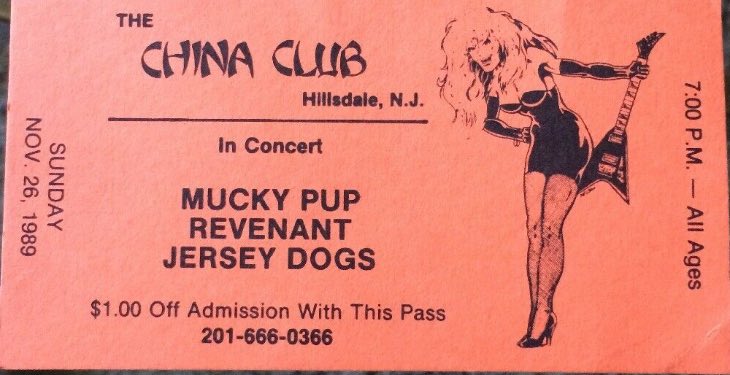 THE
CHINA CLUB
Hillsdale, N.J.
In Concert
MUCKY PUP
REVENANT
JERSEY DOGS
$1.00 Off Admission With This Pass
201-666-0366
SUNDAY
NOV. 26, 1989
7:00 P.M. — All Ages